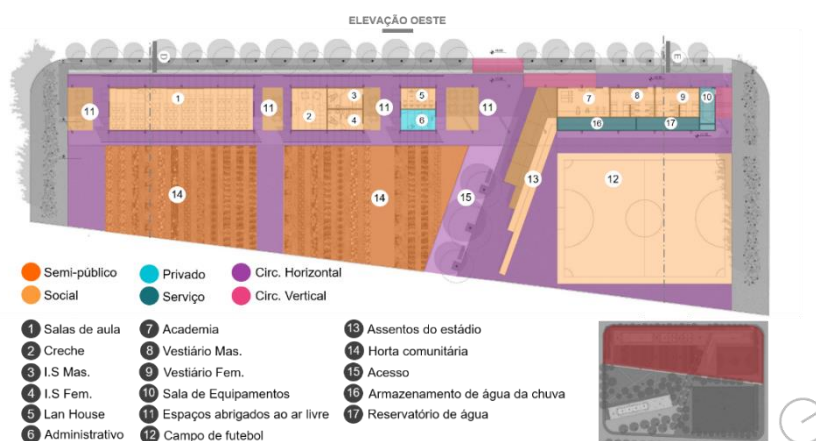 ELEVAÇÃO OESTE
D
E
1
11
11
2
3
4
11
5
6
11
7
8
9
10
16
17
14
14
15
13
12
Semi-público
Privado
Circ. Horizontal
Social
Serviço
Circ. Vertical
1 Salas de aula
2 Creche
3 I.S Mas.
4 I.S Fem.
5 Lan House
6 Administrativo
7 Academia
8 Vestiário Mas.
9 Vestiário Fem.
10 Sala de Equipamentos
11 Espaços abrigados ao ar livre
12 Campo de futebol
13 Assentos do estádio
14 Horta comunitária
15 Acesso
16 Armazenamento de água da chuva
17 Reservatório de água